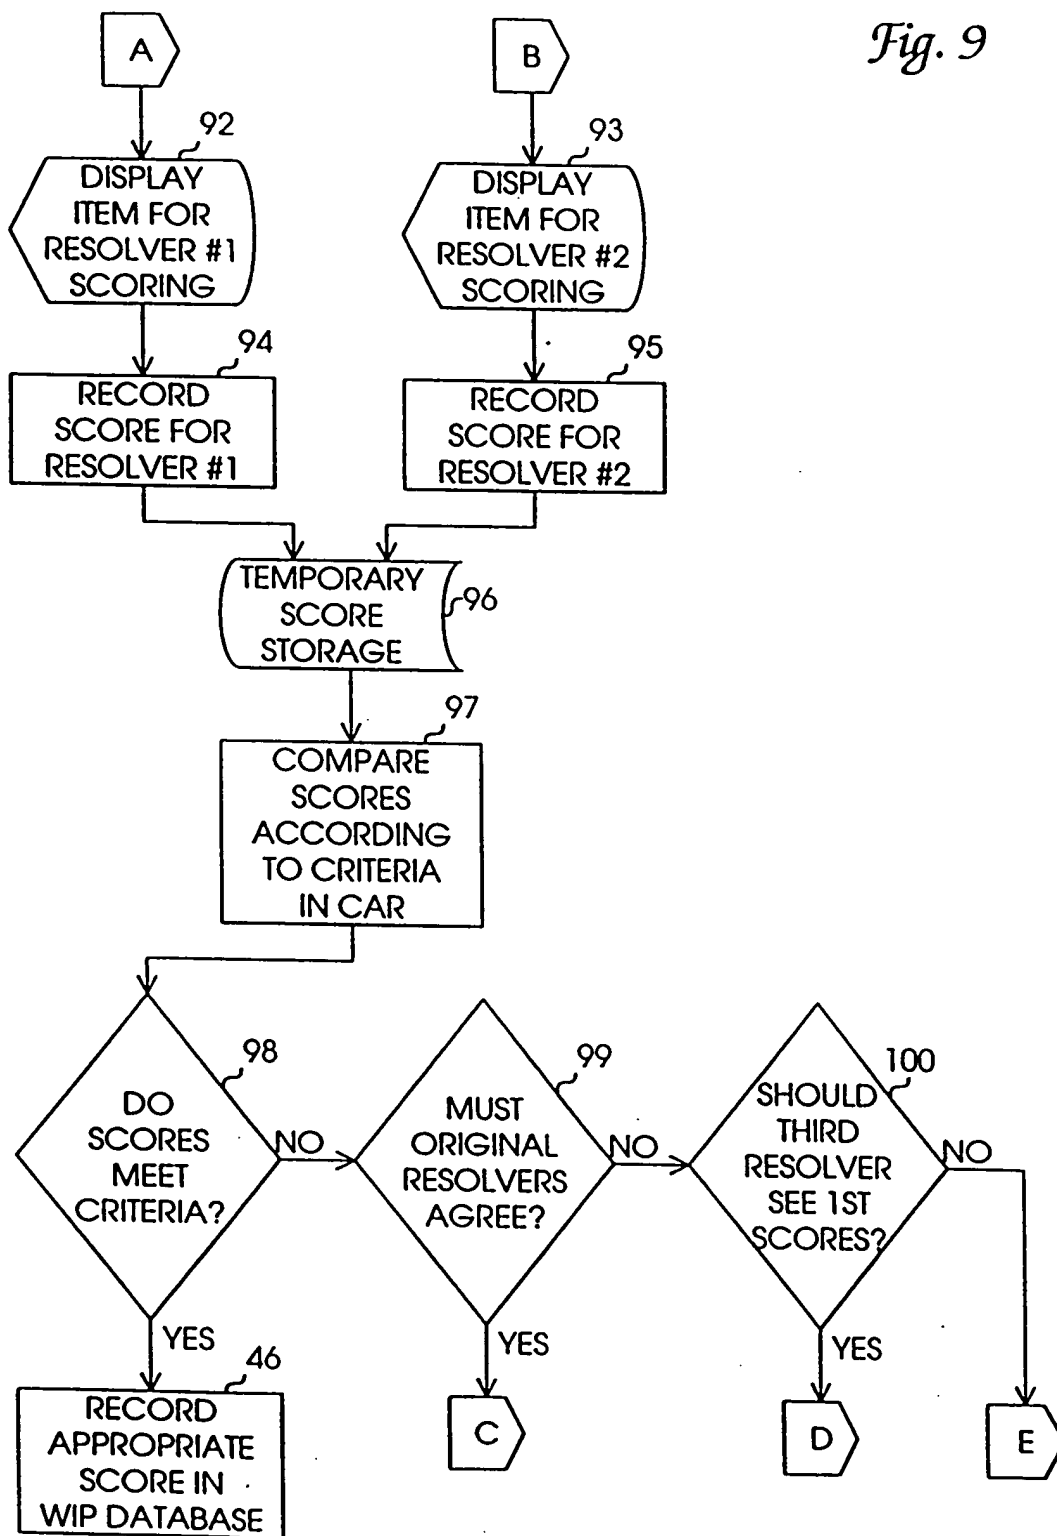 Fig. 9
A
B
92
DISPLAY
ITEM FOR
RESOLVER #1
SCORING
93
DISPLAY
ITEM FOR
RESOLVER #2
SCORING
94
RECORD
SCORE FOR
RESOLVER #1
95
RECORD
SCORE FOR
RESOLVER #2
TEMPORARY
SCORE
STORAGE
96
97
COMPARE
SCORES
ACCORDING
TO CRITERIA
IN CAR
98
DO
SCORES
MEET
CRITERIA?
NO
99
MUST
ORIGINAL
RESOLVERS
AGREE?
NO
100
SHOULD
THIRD
RESOLVER
SEE 1ST
SCORES?
NO
YES
YES
YES
46
RECORD
APPROPRIATE
SCORE IN
WIP DATABASE
C
D
E